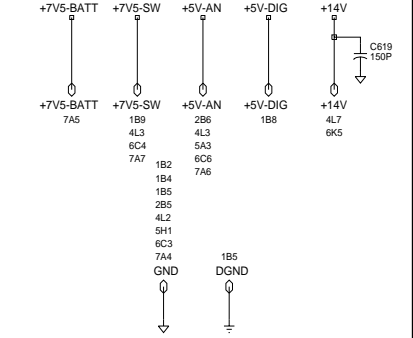 +7V5-BATT +7V5-SW +5V-AN +5V-DIG +14V
C619
150P
+7V5-BATT +7V5-SW +5V-AN +5V-DIG +14V
7A5 1B9 2B6 1B8 4L7
4L3 4L3 6K5
6C4 5A3
7A7 6C6
1B2 7A6
1B4
1B5
2B5
4L2
5H1
6C3
7A4 1B5
GND DGND